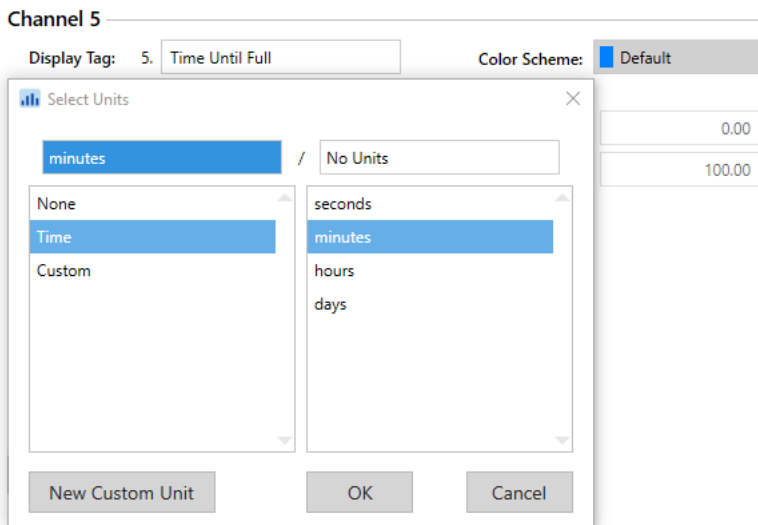 Channel 5
Display Tag: 5. Time Until Full Color Scheme: Default
Select Units
0.00
minutes / No Units
100.00
None seconds
Time minutes
Custom hours
days
New Custom Unit OK Cancel